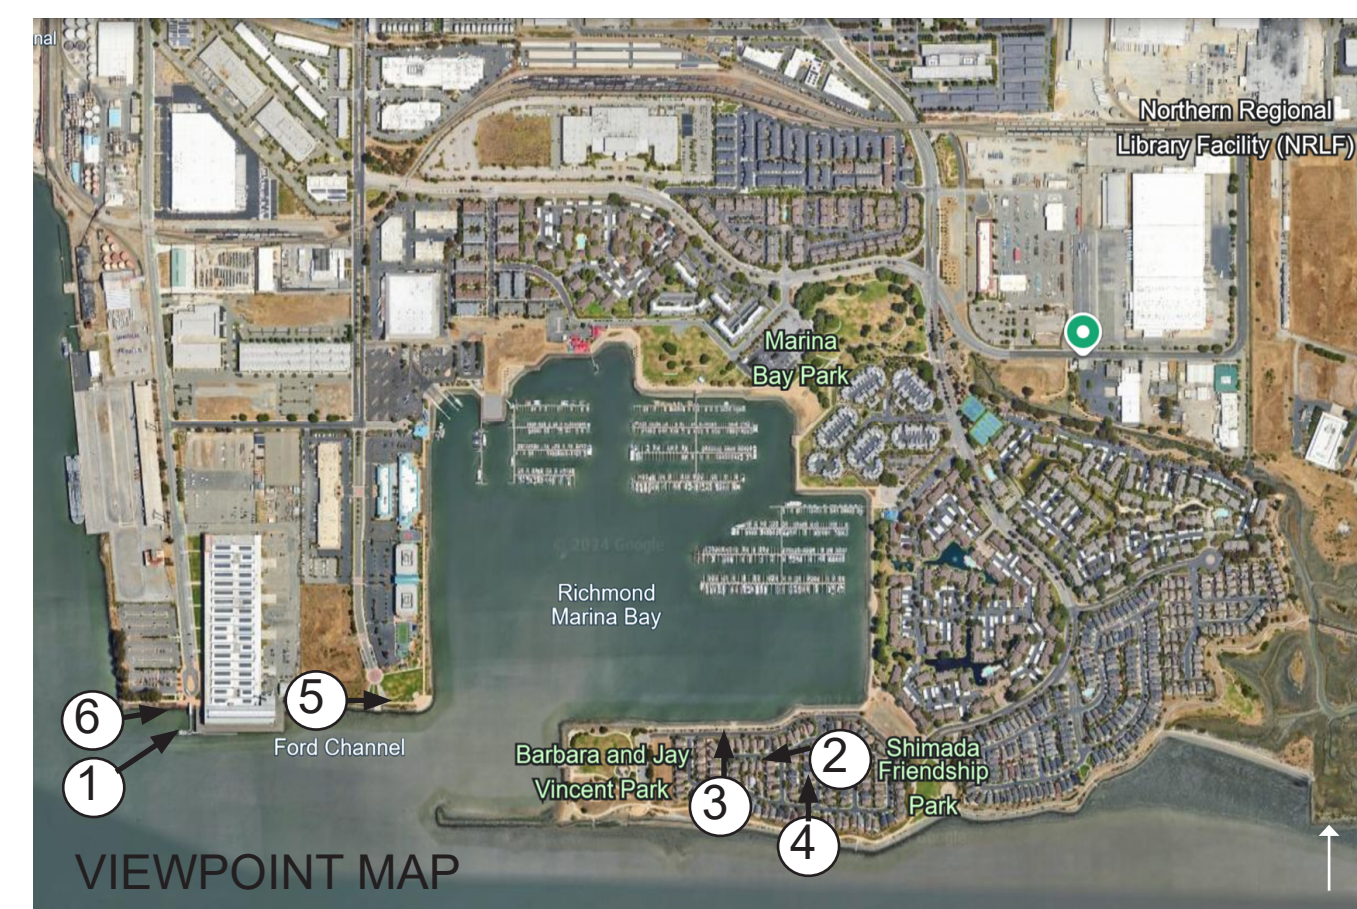 nal
Northern Regional
Library Facility (NRLF)
Marina
Bay Park
© 2024 Google
Richmond
Marina Bay
5
6
Ford Channel
1
Barbara and Jay
Vincent Park
2
Shimada
Friendship
Park
3
4
VIEWPOINT MAP